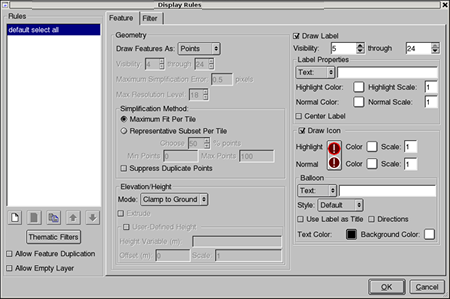 Display Rules
Rules
default select all
Thematic Filters
Allow Feature Duplication
Allow Empty Layer
Feature
Filter
Geometry
Draw Features As: Points
Visibility: 4 through 24
Maximum Simplification Error: 0.5 pixels
Max Resolution Level: 18
Simplification Method:
Maximum Fit Per Tile
Representative Subset Per Tile
Choose 50 % points
Min Points 0 Max Points 100
Suppress Duplicate Points
Elevation/Height
Mode: Clamp to Ground
Extrude
User-Defined Height
Height Variable (m):
Offset (m): 0 Scale: 1
Draw Label
Visibility: 5 through 24
Label Properties
Text:
Highlight Color: Highlight Scale: 1
Normal Color: Normal Scale: 1
Center Label
Draw Icon
Highlight Color Scale: 1
Normal Color Scale: 1
Balloon
Text:
Style: Default
Use Label as Title Directions
Text Color: Background Color:
OK
Cancel